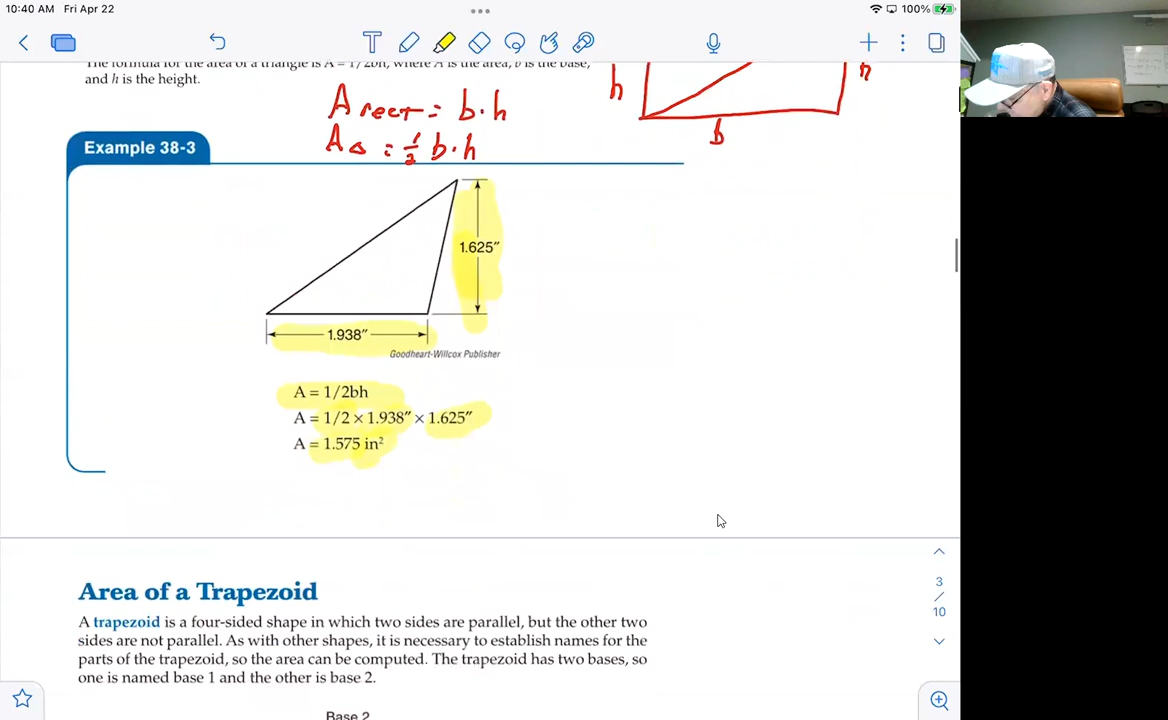 10:40 AM Fri Apr 22
100%
The formula for the area of a triangle is A = 1/2bh, where A is the area, b is the base,
and h is the height.
A rect = b·h
A△ = 1/2 b·h
h
h
b
Example 38-3
1.625"
1.938"
Goodheart-Willcox Publisher
A = 1/2bh
A = 1/2 × 1.938" × 1.625"
A = 1.575 in²
3
/
10
Area of a Trapezoid
A trapezoid is a four-sided shape in which two sides are parallel, but the other two
sides are not parallel. As with other shapes, it is necessary to establish names for the
parts of the trapezoid, so the area can be computed. The trapezoid has two bases, so
one is named base 1 and the other is base 2.
Base 2